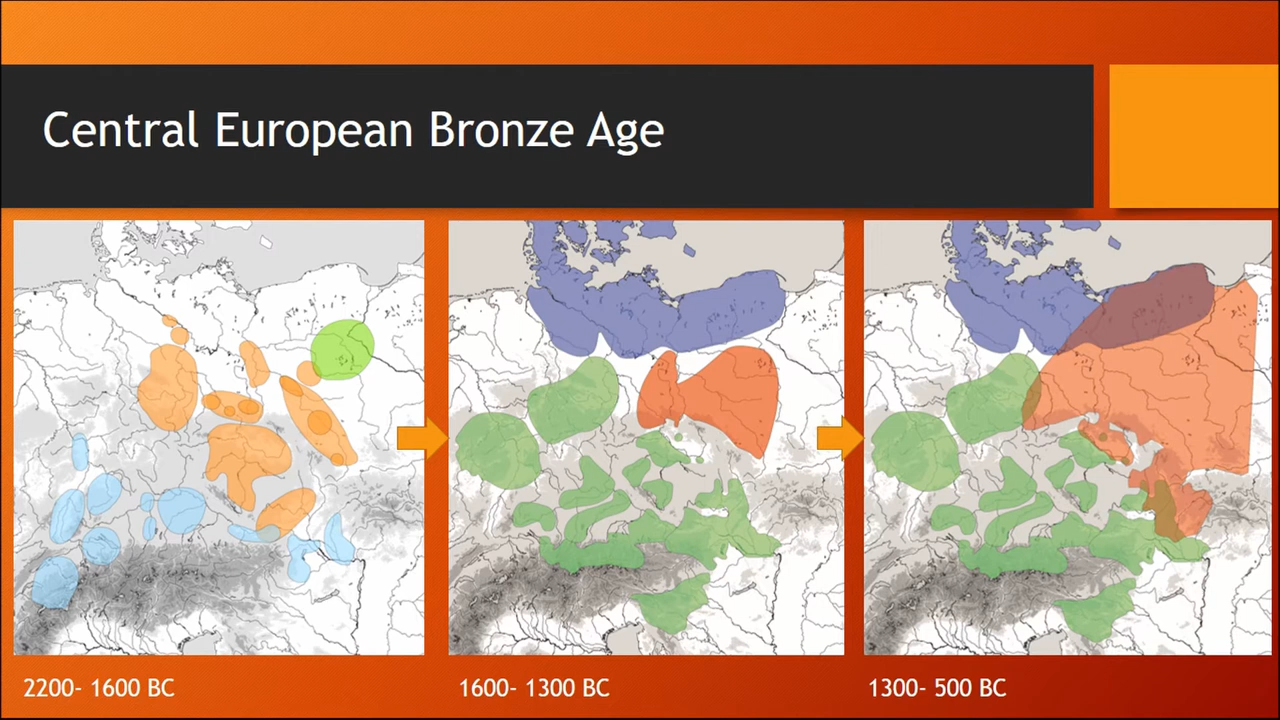 Central European Bronze Age
2200- 1600 BC
1600- 1300 BC
1300- 500 BC